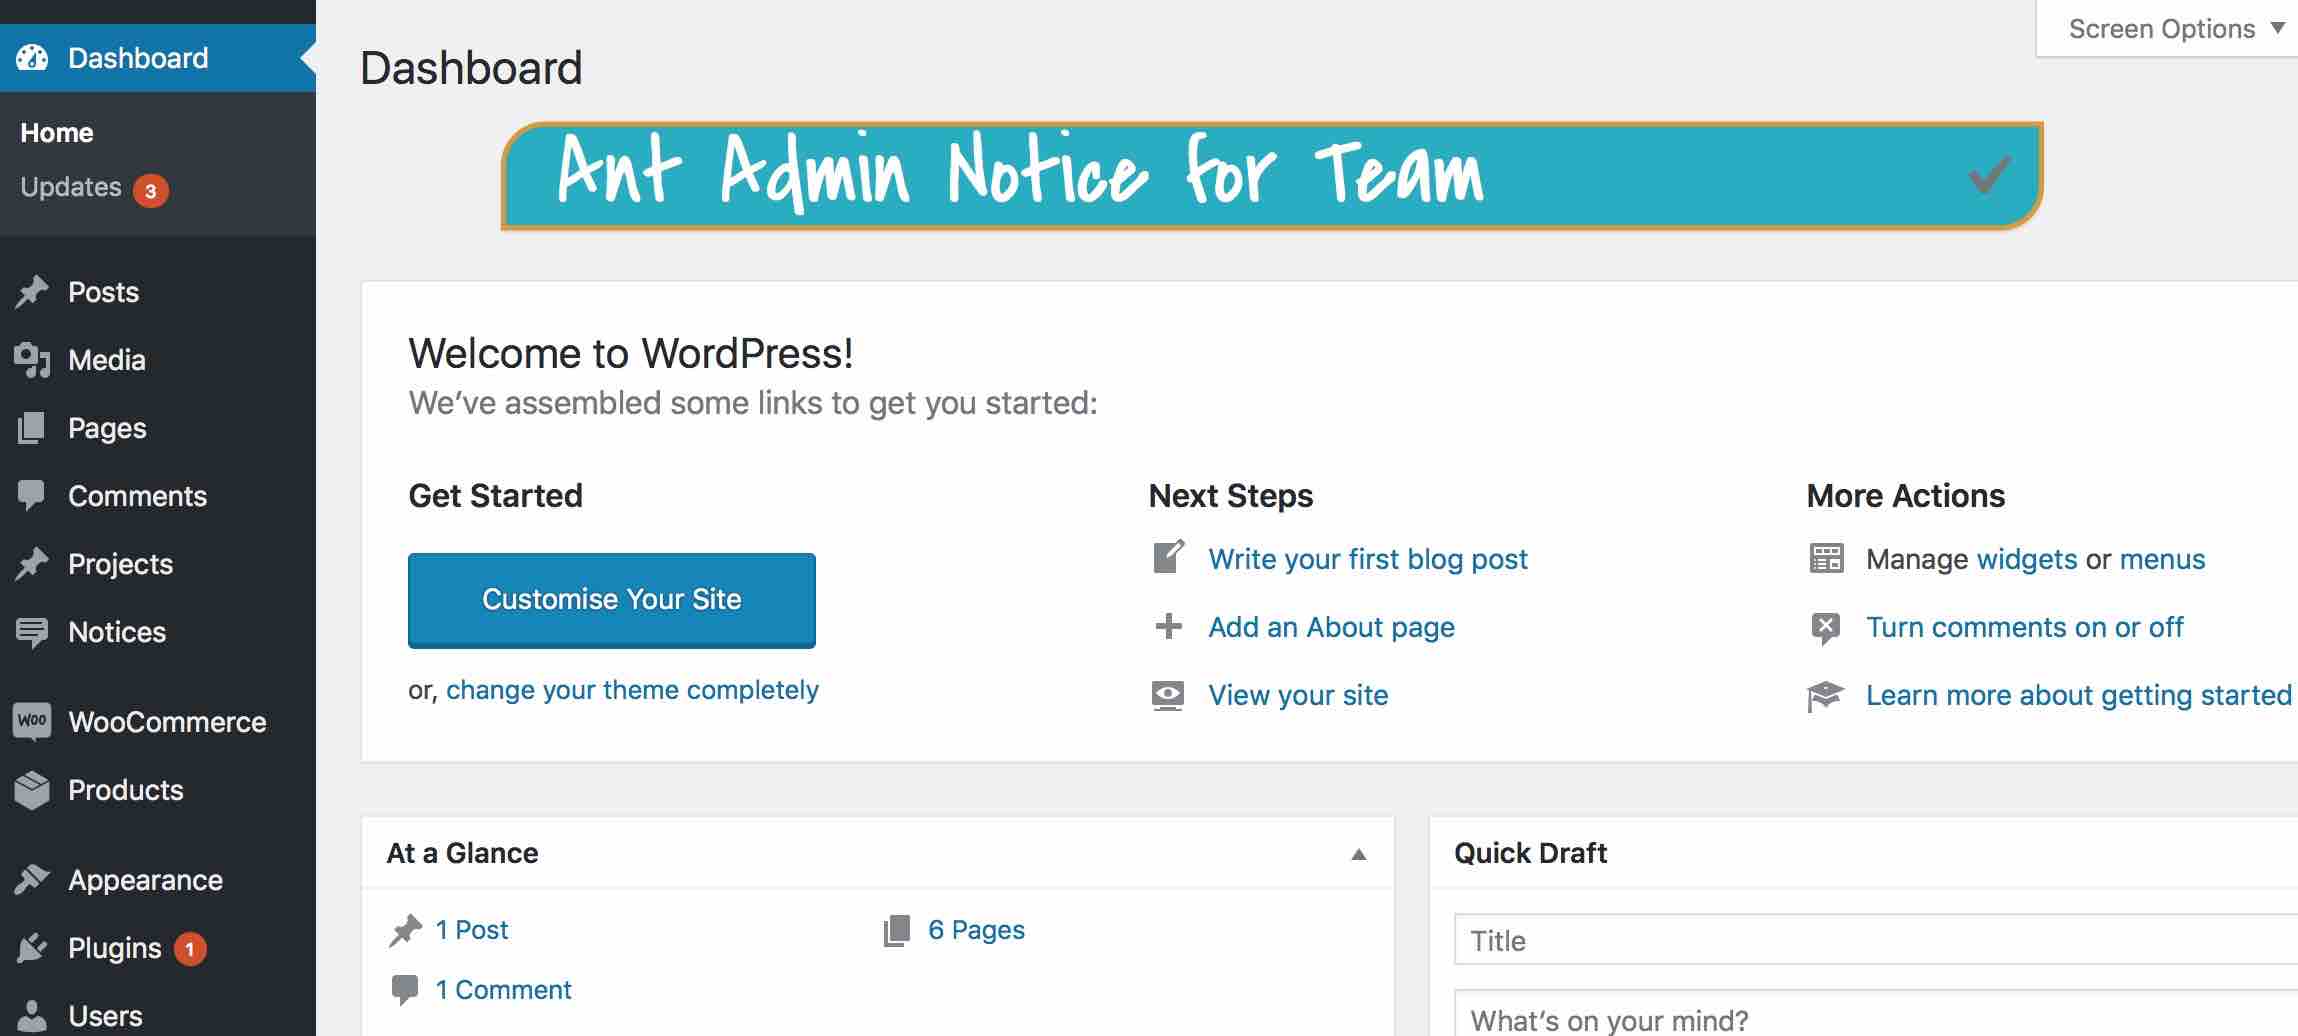 Dashboard
Home
Updates 3
Posts
Media
Pages
Comments
Projects
Notices
WOO WooCommerce
Products
Appearance
Plugins 1
Users
Screen Options
Dashboard
Ant Admin Notice for Team
Welcome to WordPress!
We've assembled some links to get you started:
Get Started
Customise Your Site
or, change your theme completely
Next Steps
Write your first blog post
Add an About page
View your site
More Actions
Manage widgets or menus
Turn comments on or off
Learn more about getting started
At a Glance
1 Post
6 Pages
1 Comment
Quick Draft
Title
What's on your mind?